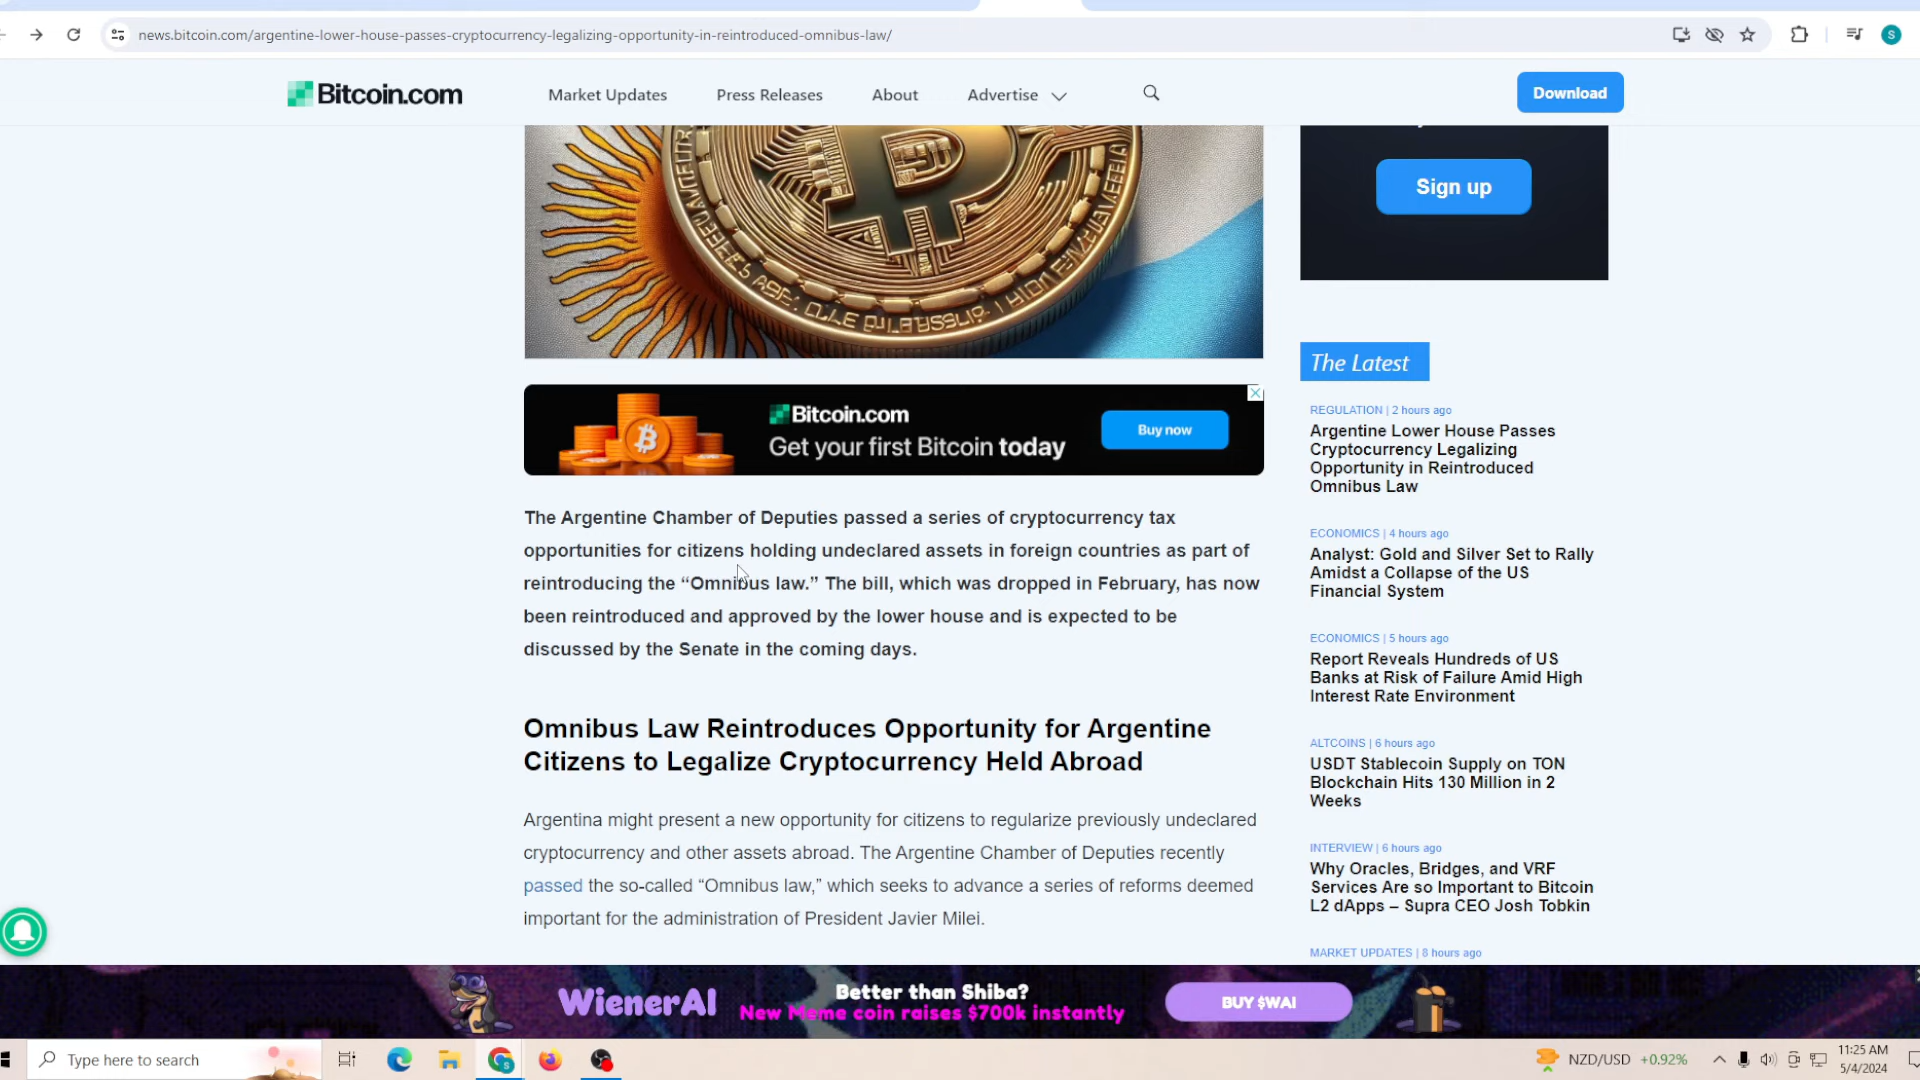 news.bitcoin.com/argentine-lower-house-passes-cryptocurrency-legalizing-opportunity-in-reintroduced-omnibus-law/
S
Bitcoin.com
Market Updates
Press Releases
About
Advertise
Download
Sign up
Bitcoin.com
Get your first Bitcoin today
Buy now
The Argentine Chamber of Deputies passed a series of cryptocurrency tax
opportunities for citizens holding undeclared assets in foreign countries as part of
reintroducing the “Omnibus law.” The bill, which was dropped in February, has now
been reintroduced and approved by the lower house and is expected to be
discussed by the Senate in the coming days.
Omnibus Law Reintroduces Opportunity for Argentine
Citizens to Legalize Cryptocurrency Held Abroad
Argentina might present a new opportunity for citizens to regularize previously undeclared
cryptocurrency and other assets abroad. The Argentine Chamber of Deputies recently
passed the so-called “Omnibus law,” which seeks to advance a series of reforms deemed
important for the administration of President Javier Milei.
The Latest
REGULATION | 2 hours ago
Argentine Lower House Passes
Cryptocurrency Legalizing
Opportunity in Reintroduced
Omnibus Law
ECONOMICS | 4 hours ago
Analyst: Gold and Silver Set to Rally
Amidst a Collapse of the US
Financial System
ECONOMICS | 5 hours ago
Report Reveals Hundreds of US
Banks at Risk of Failure Amid High
Interest Rate Environment
ALTCOINS | 6 hours ago
USDT Stablecoin Supply on TON
Blockchain Hits 130 Million in 2
Weeks
INTERVIEW | 6 hours ago
Why Oracles, Bridges, and VRF
Services Are so Important to Bitcoin
L2 dApps – Supra CEO Josh Tobkin
MARKET UPDATES | 8 hours ago
WienerAI
Better than Shiba?
New Meme coin raises $700k instantly
BUY $WAI
Type here to search
NZD/USD +0.92%
11:25 AM
5/4/2024